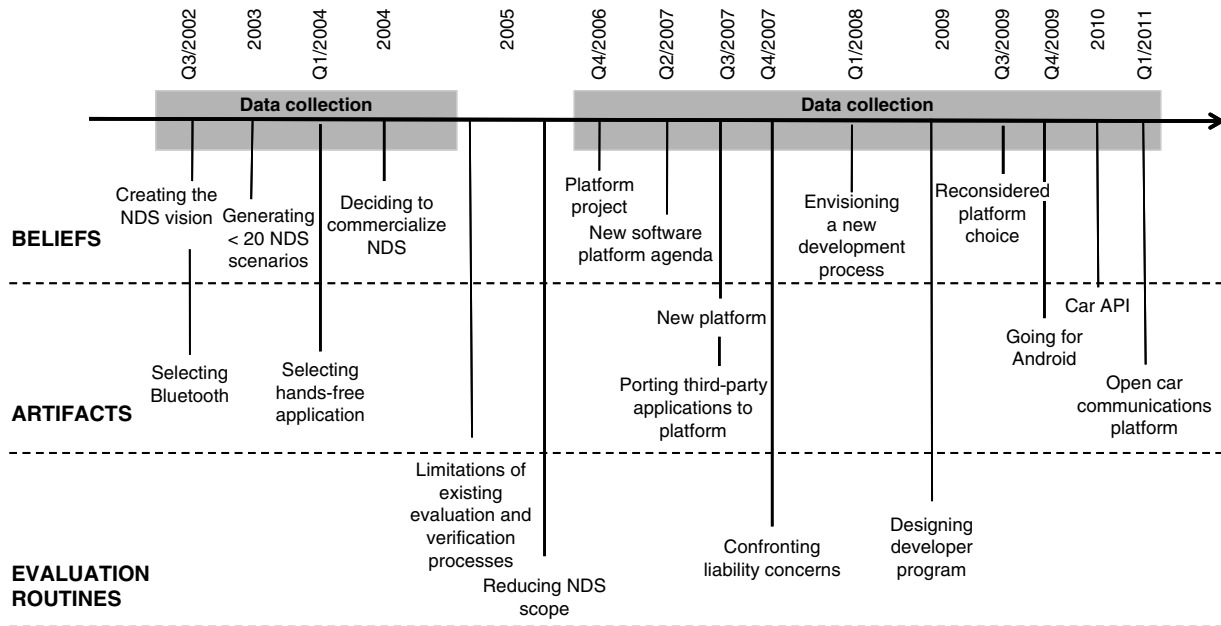 Q3/2002
2003
Q1/2004
2004
2005
Q4/2006
Q2/2007
Q3/2007
Q4/2007
Q1/2008
2009
Q3/2009
Q4/2009
2010
Q1/2011
Data collection
Data collection
BELIEFS
Creating the
NDS vision
Generating
< 20 NDS
scenarios
Deciding to
commercialize
NDS
Platform
project
New software
platform agenda
Envisioning
a new
development
process
Reconsidered
platform
choice
ARTIFACTS
Selecting
Bluetooth
Selecting
hands-free
application
New platform
Porting third-party
applications to
platform
Going for
Android
Car API
Open car
communications
platform
EVALUATION
ROUTINES
Limitations of
existing
evaluation and
verification
processes
Reducing NDS
scope
Confronting
liability concerns
Designing
developer
program